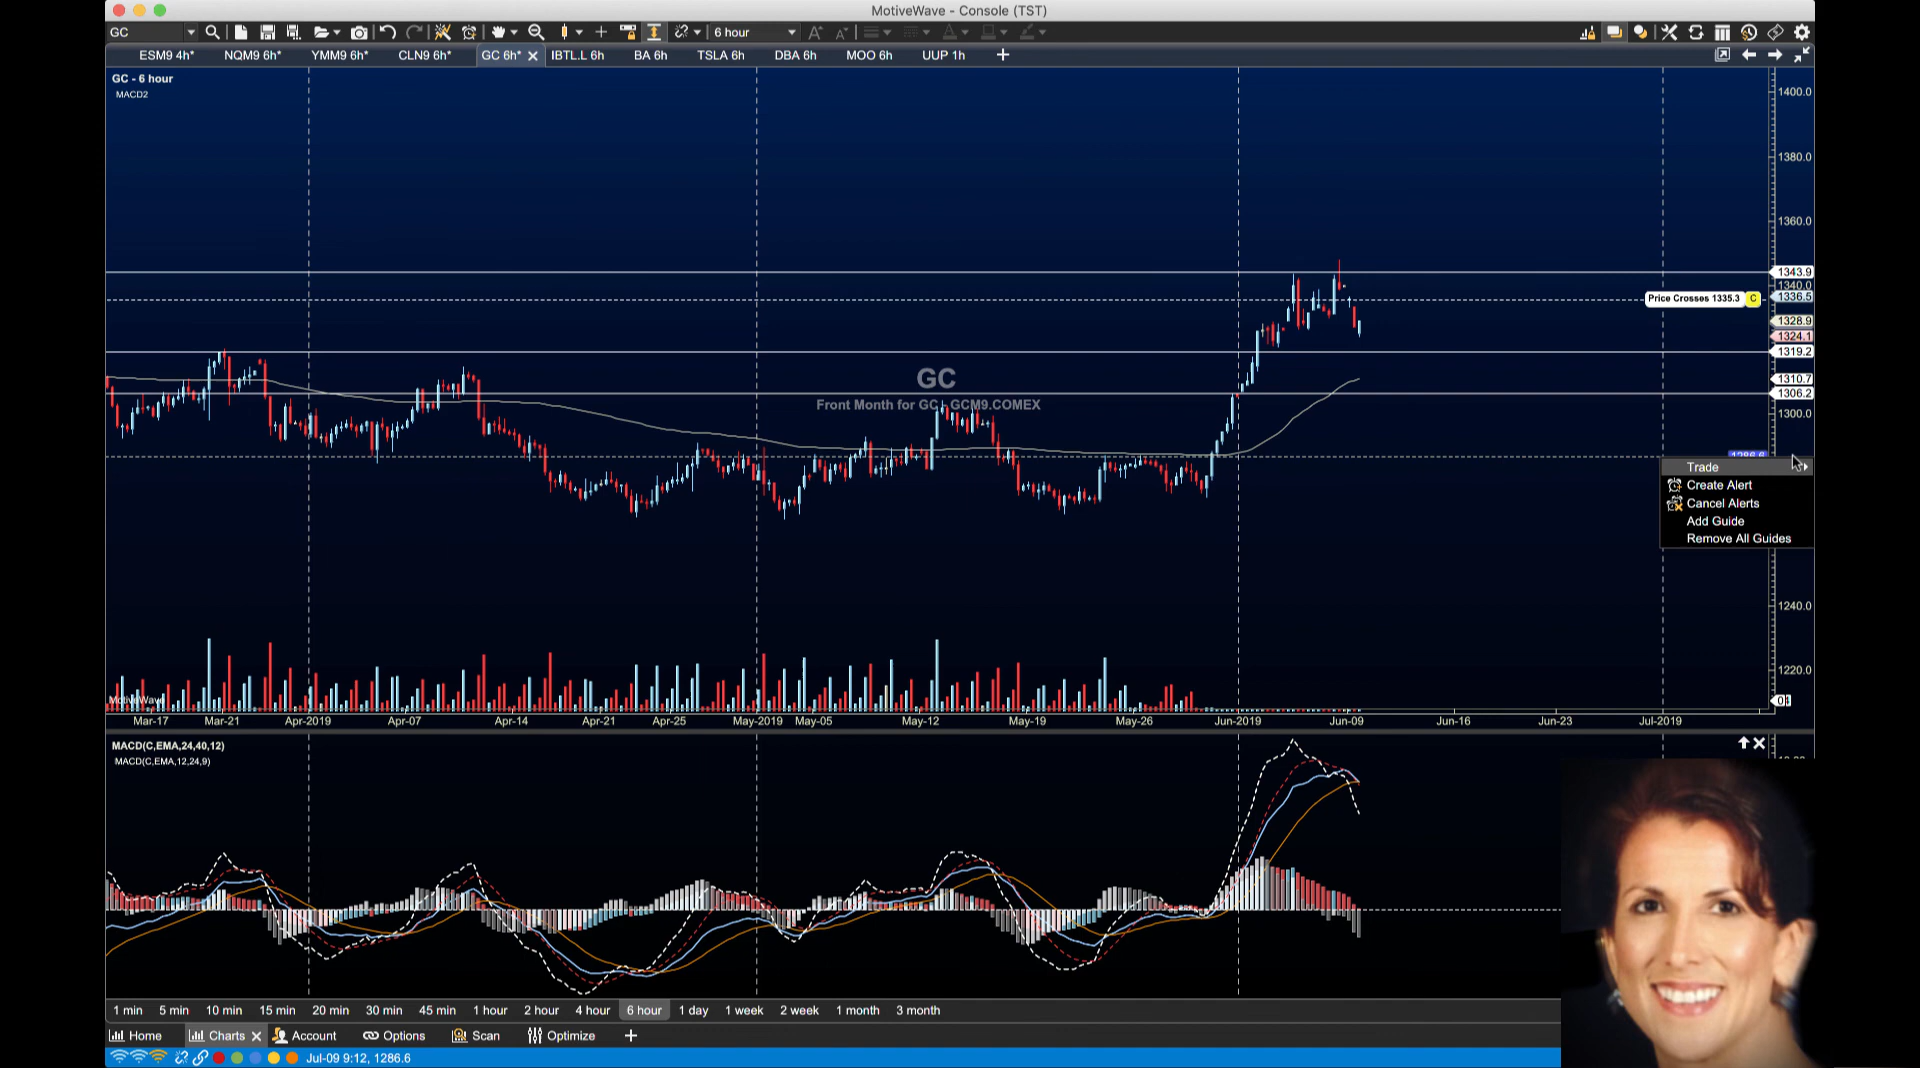 MotiveWave - Console (TST)
GC
6 hour
ESM9 4h* NQM9 6h* YMM9 6h* CLN9 6h* GC 6h* IBTL.L 6h BA 6h TSLA 6h DBA 6h MOO 6h UUP 1h
GC - 6 hour
MACD2
1400.0
1380.0
1360.0
1343.9
1340.0
1336.5
Price Crosses 1335.3 C
1328.9
1324.1
1319.2
1310.7
1306.2
1300.0
GC
Front Month for GC - GCM9.COMEX
1286.6
Trade
Create Alert
Cancel Alerts
Add Guide
Remove All Guides
1240.0
1220.0
MotiveWave
Mar-17 Mar-21 Apr-2019 Apr-07 Apr-14 Apr-21 Apr-25 May-2019 May-05 May-12 May-19 May-26 Jun-2019 Jun-09 Jun-16 Jun-23 Jul-2019
MACD(C,EMA,24,40,12)
MACD(C,EMA,12,24,9)
1 min 5 min 10 min 15 min 20 min 30 min 45 min 1 hour 2 hour 4 hour 6 hour 1 day 1 week 2 week 1 month 3 month
Home Charts Account Options Scan Optimize
Jul-09 9:12, 1286.6